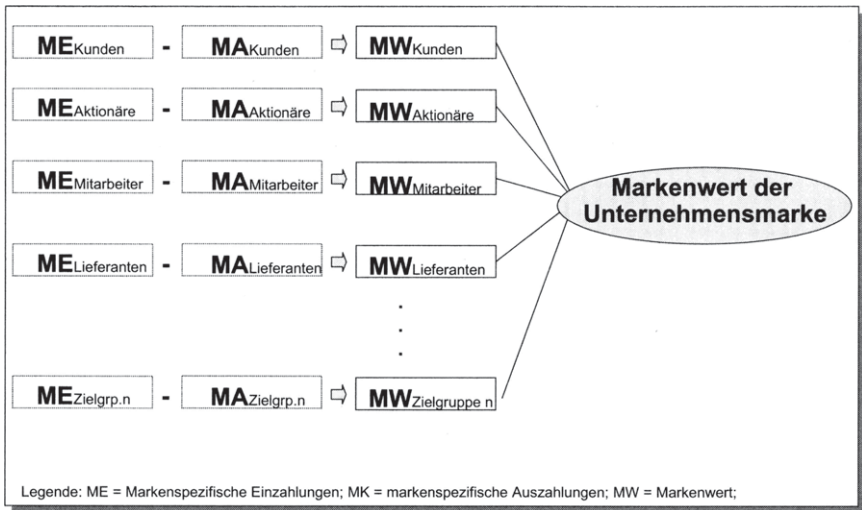 MEKunden - MAKunden ⇨ MWKunden
MEAktionäre - MAAktionäre ⇨ MWAktionäre
MEMitarbeiter - MAMitarbeiter ⇨ MWMitarbeiter
Markenwert der
Unternehmensmarke
MELieferanten - MALieferanten ⇨ MWLieferanten
.
.
.
MEZielgrp.n - MAZielgrp.n ⇨ MWZielgruppe n
Legende: ME = Markenspezifische Einzahlungen; MK = markenspezifische Auszahlungen; MW = Markenwert;